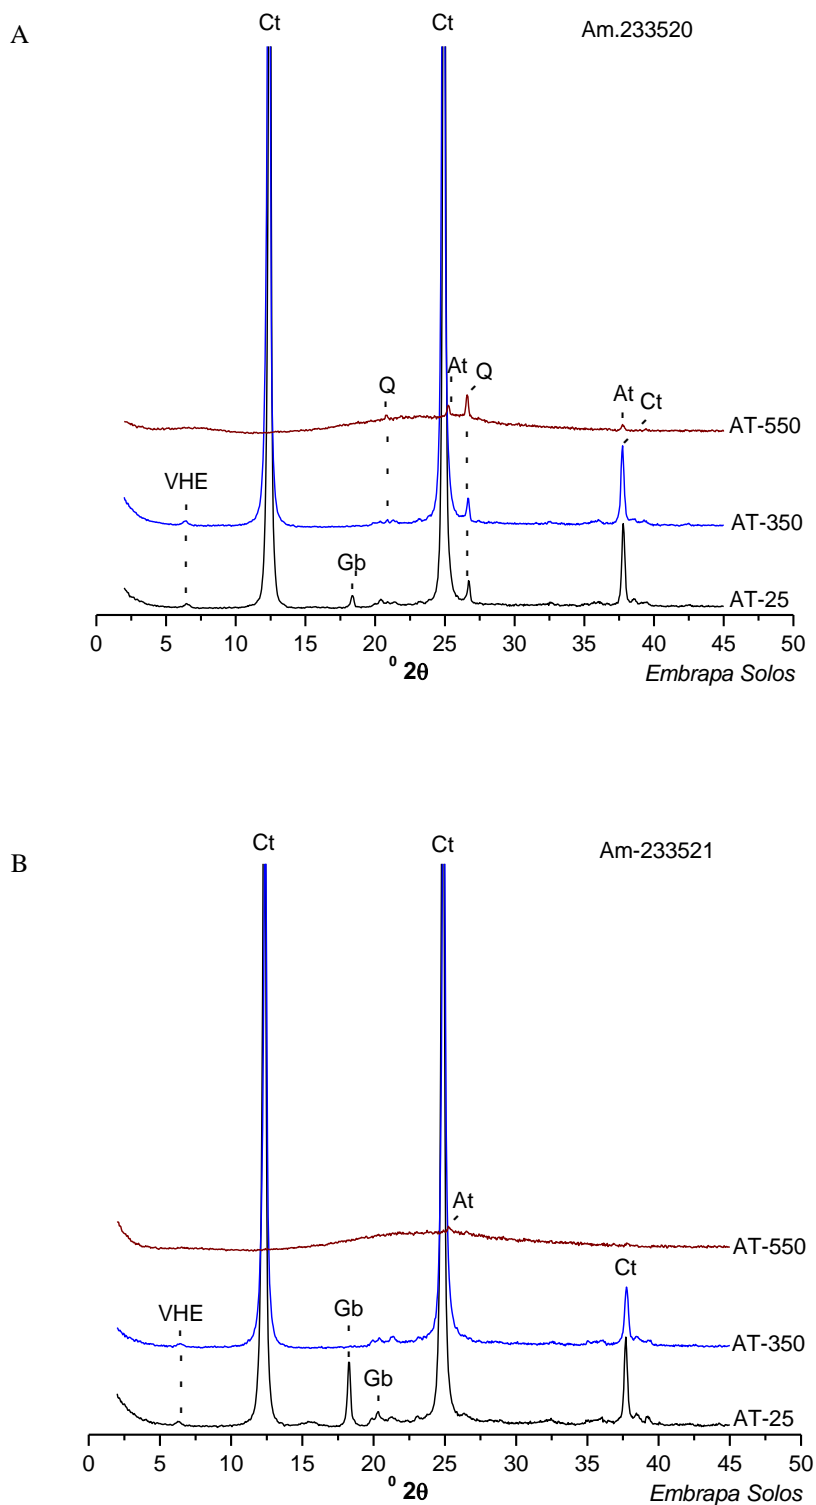 A
Ct
Ct
Am.233520
Q
At
Q
At
Ct
AT-550
VHE
AT-350
Gb
AT-25
0 5 10 15 20 25 30 35 40 45 50
⁰ 2θ
Embrapa Solos
B
Ct
Ct
Am-233521
At
AT-550
VHE
Gb
Ct
AT-350
Gb
AT-25
0 5 10 15 20 25 30 35 40 45 50
⁰ 2θ
Embrapa Solos